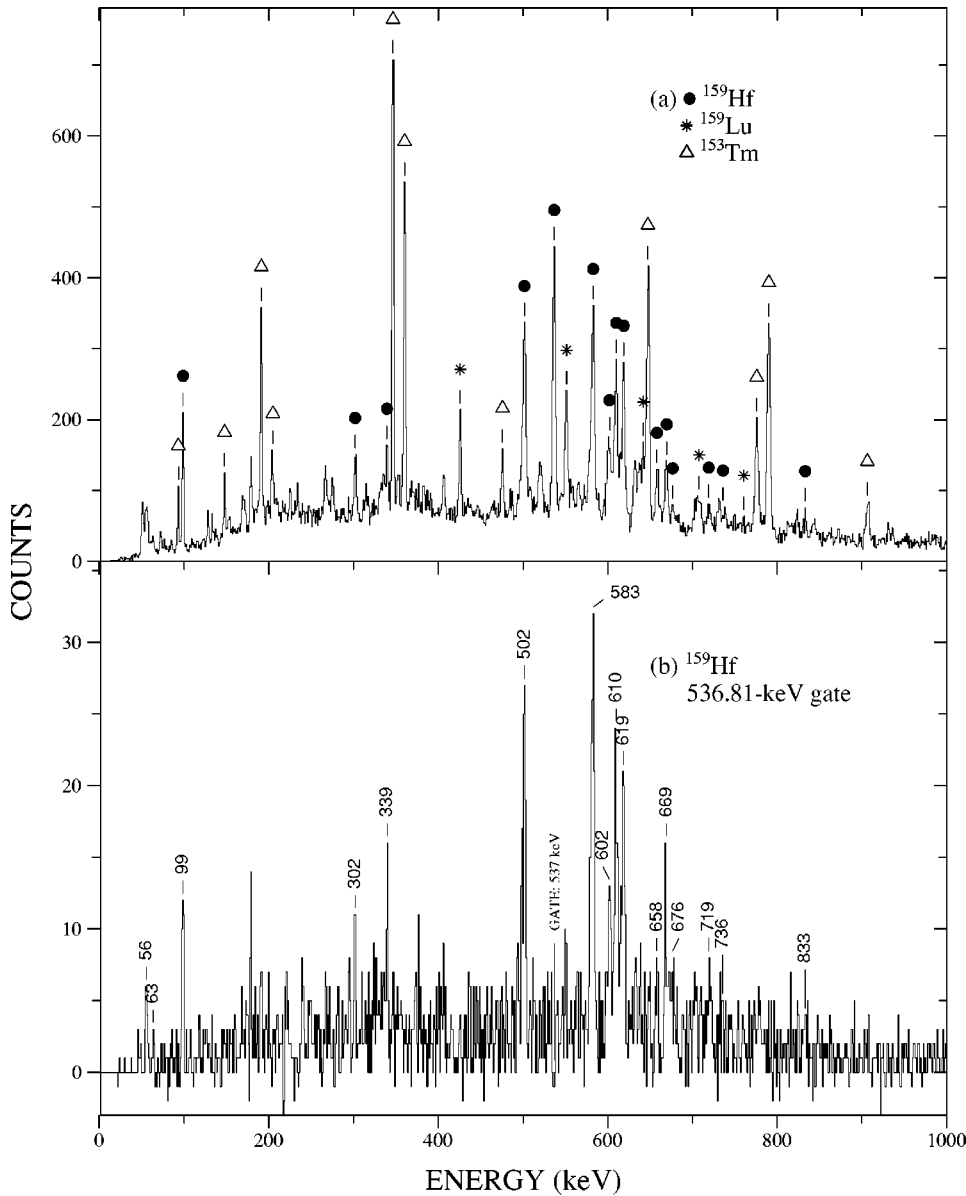 COUNTS
600
400
200
0
(a) ● ¹⁵⁹Hf
* ¹⁵⁹Lu
△ ¹⁵³Tm
30
20
10
0
(b) ¹⁵⁹Hf
536.81-keV gate
56
63
99
302
339
502
GATE: 537 keV
583
602
610
619
658
669
676
719
736
833
0 200 400 600 800 1000
ENERGY (keV)